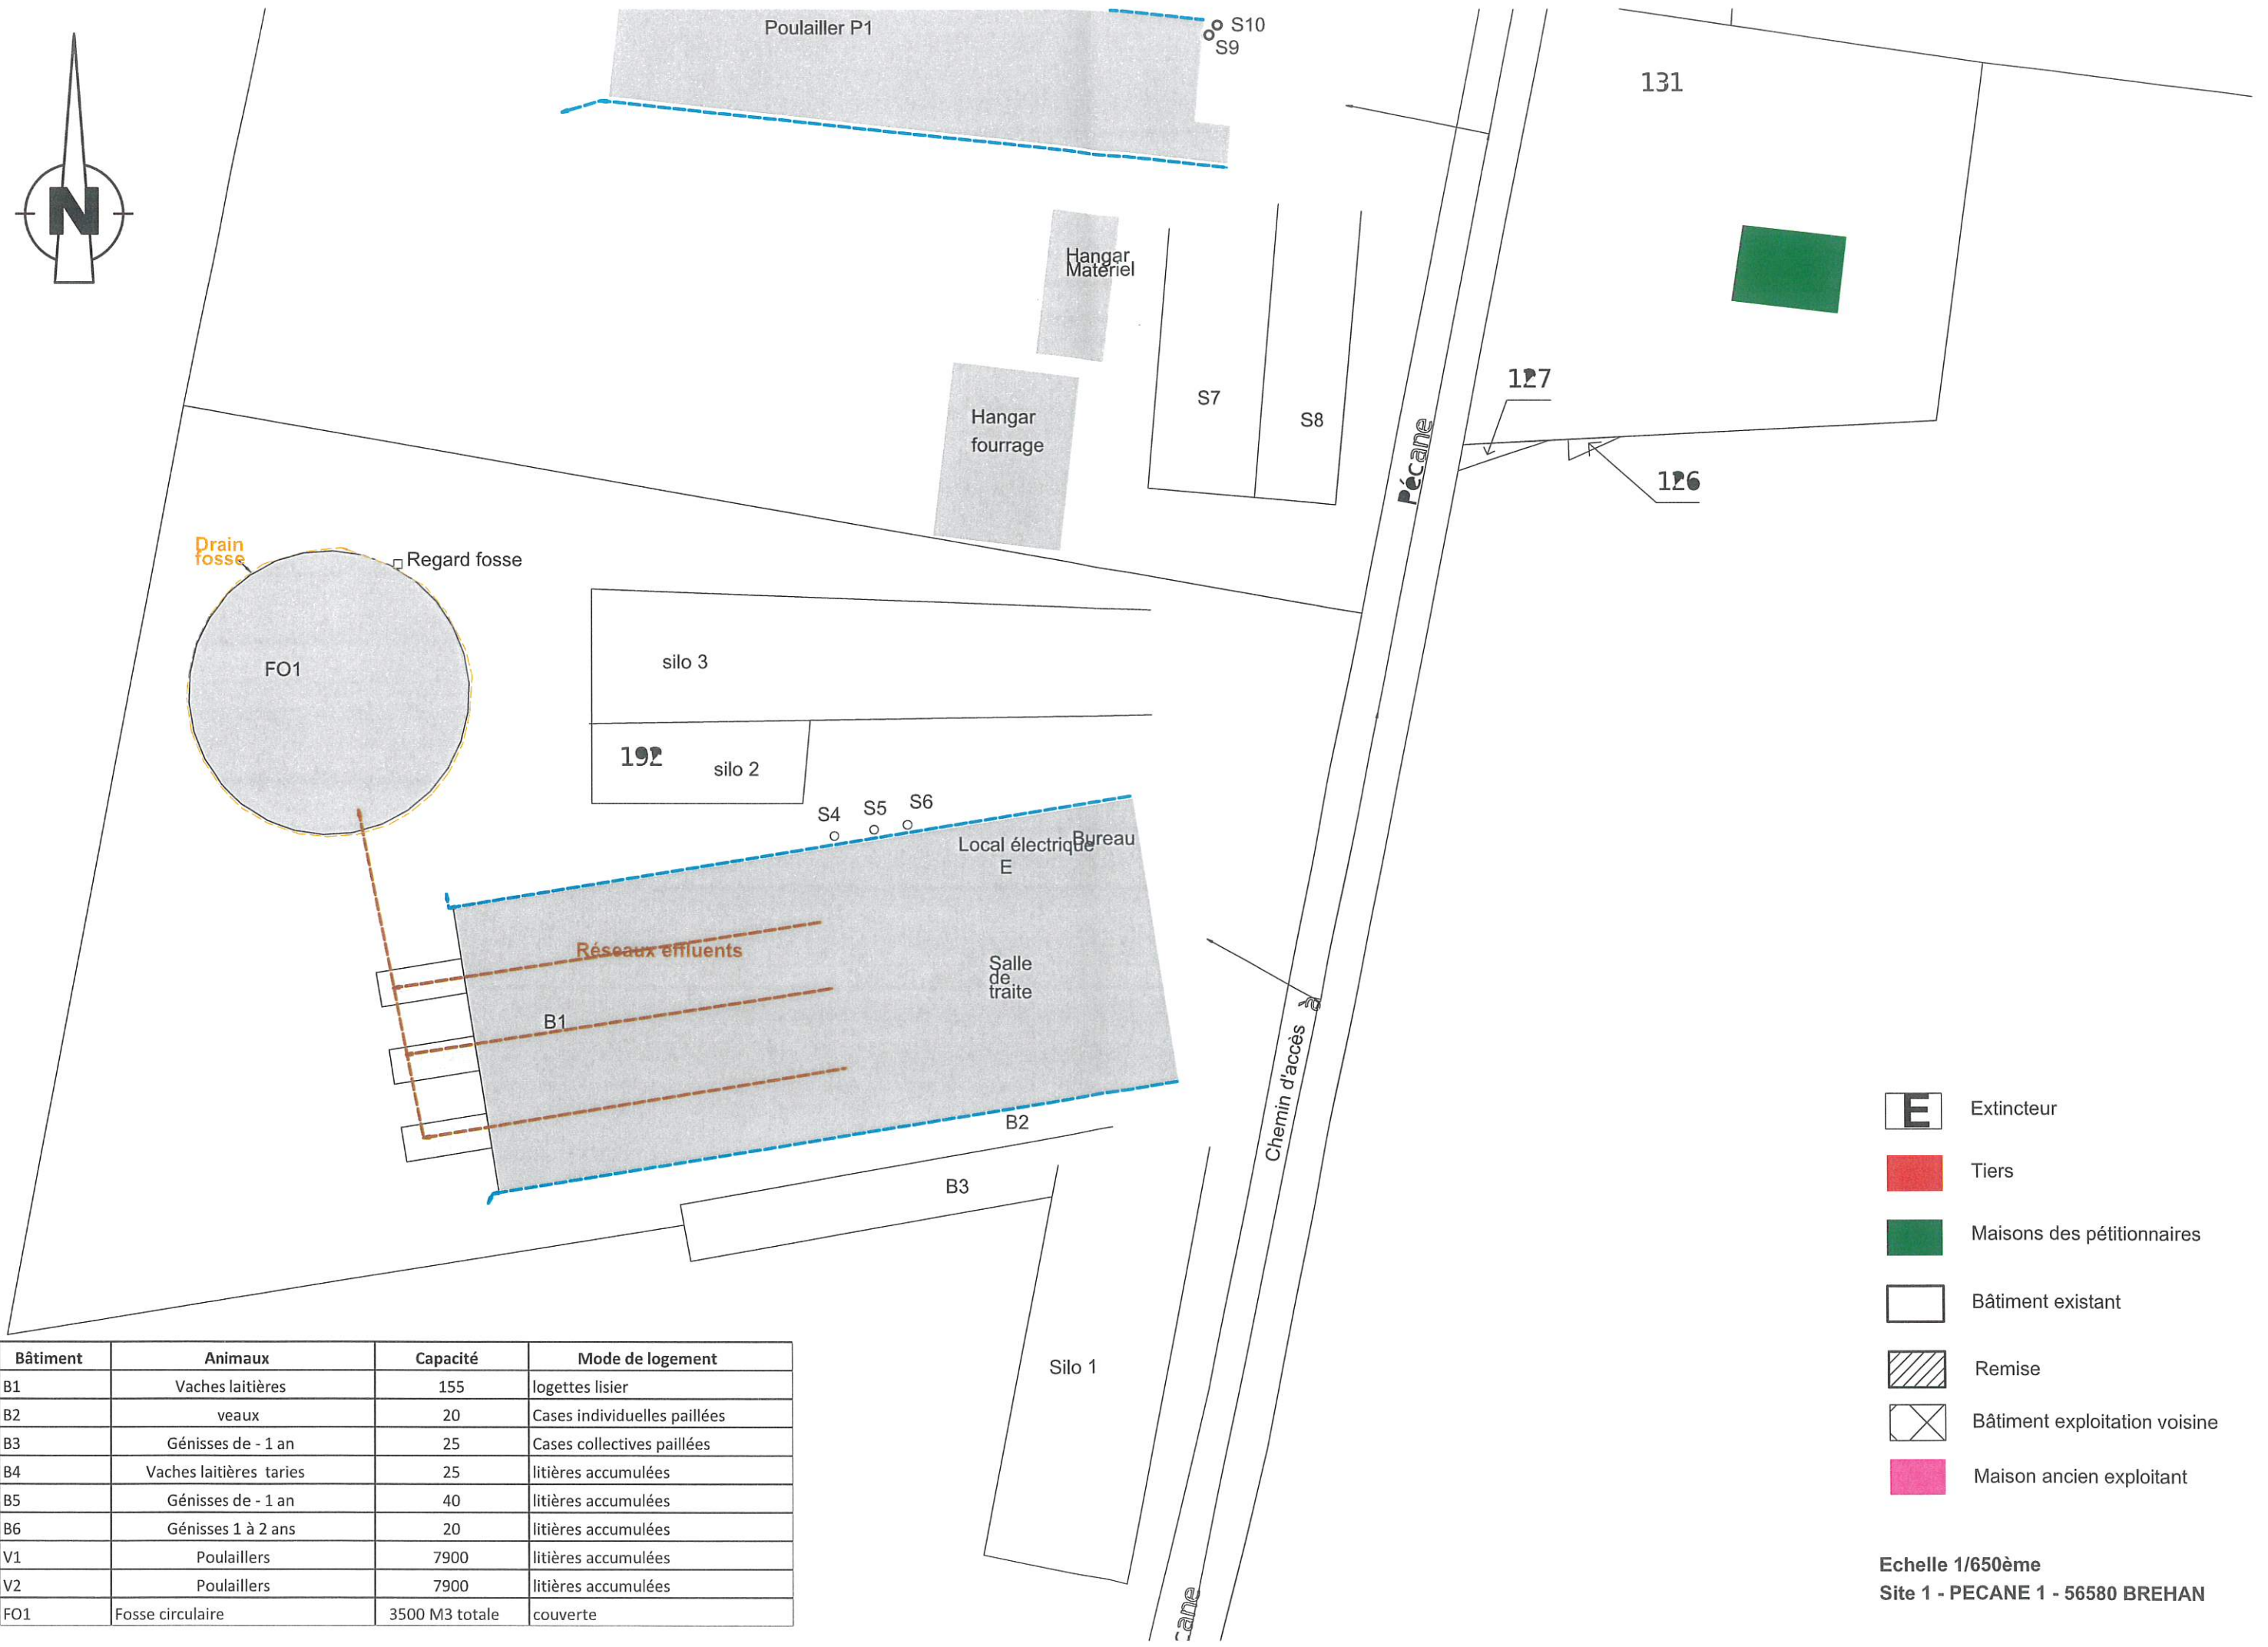 Poulailler P1
S10
S9
131
N
Hangar
Matériel
127
S7
S8
Hangar
fourrage
Pécane
126
Drain
fosse
Regard fosse
silo 3
FO1
192
silo 2
S4
S5
S6
Local électrique
E
Bureau
Réseaux effluents
Salle
de
traite
B1
Chemin d'accès
B2
B3
Silo 1
cane
Bâtiment Animaux Capacité Mode de logement
B1 Vaches laitières 155 logettes lisier
B2 veaux 20 Cases individuelles paillées
B3 Génisses de - 1 an 25 Cases collectives paillées
B4 Vaches laitières taries 25 litières accumulées
B5 Génisses de - 1 an 40 litières accumulées
B6 Génisses 1 à 2 ans 20 litières accumulées
V1 Poulaillers 7900 litières accumulées
V2 Poulaillers 7900 litières accumulées
FO1 Fosse circulaire 3500 M3 totale couverte
E Extincteur
Tiers
Maisons des pétitionnaires
Bâtiment existant
Remise
Bâtiment exploitation voisine
Maison ancien exploitant
Echelle 1/650ème
Site 1 - PECANE 1 - 56580 BREHAN